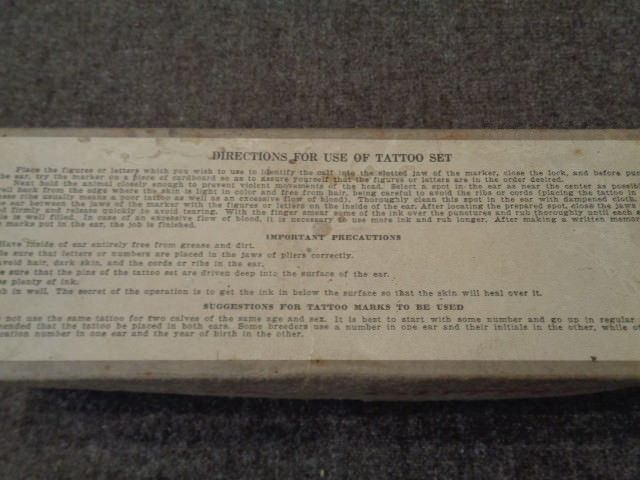 DIRECTIONS FOR USE OF TATTOO SET
Place the figures or letters which you wish to use to identify the calf into the slotted jaw of the marker, close the lock, and before
the ear, try the marker on a piece of cardboard so as to assure yourself that the figures or letters are in the order desired.
Next hold the animal closely enough to prevent violent movements of the head. Select a spot in the ear as near the center as
well back from the edge where the skin is light in color and free from hair, being careful to avoid the ribs or cords (placing the tattoo in
these ribs usually means a poor tattoo as well as an excessive flow of blood). Thoroughly clean this spot in the ear with dampened cloth.
the ear between the jaws of the marker with the figures or letters on the inside of the ear. After locating the prepared spot, close the jaws
firmly and release quickly to avoid tearing. With the finger smear some of the ink over the punctures and rub thoroughly until each
is well filled. In case of an excessive flow of blood, it is necessary to use more ink and rub longer. After making a written
marks put in the ear, the job is finished.
IMPORTANT PRECAUTIONS
Have inside of ear entirely free from grease and dirt.
Be sure that letters or numbers are placed in the jaws of pliers correctly.
Avoid hair, dark skin, and the cords or ribs in the ear.
sure that the pins of the tattoo set are driven deep into the surface of the ear.
plenty of ink.
in well. The secret of the operation is to get the ink in below the surface so that the skin will heal over it.
SUGGESTIONS FOR TATTOO MARKS TO BE USED
not use the same tattoo for two calves of the same age and sex. It is best to start with some number and go up in regular
that the tattoo be placed in both ears. Some breeders use a number in one ear and their initials in the other, while
number in one ear and the year of birth in the other.